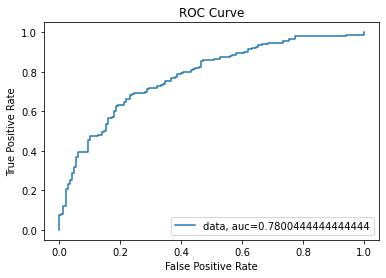 ROC Curve
True Positive Rate
1.0
0.8
0.6
0.4
0.2
0.0
data, auc=0.7800444444444444
0.0 0.2 0.4 0.6 0.8 1.0
False Positive Rate